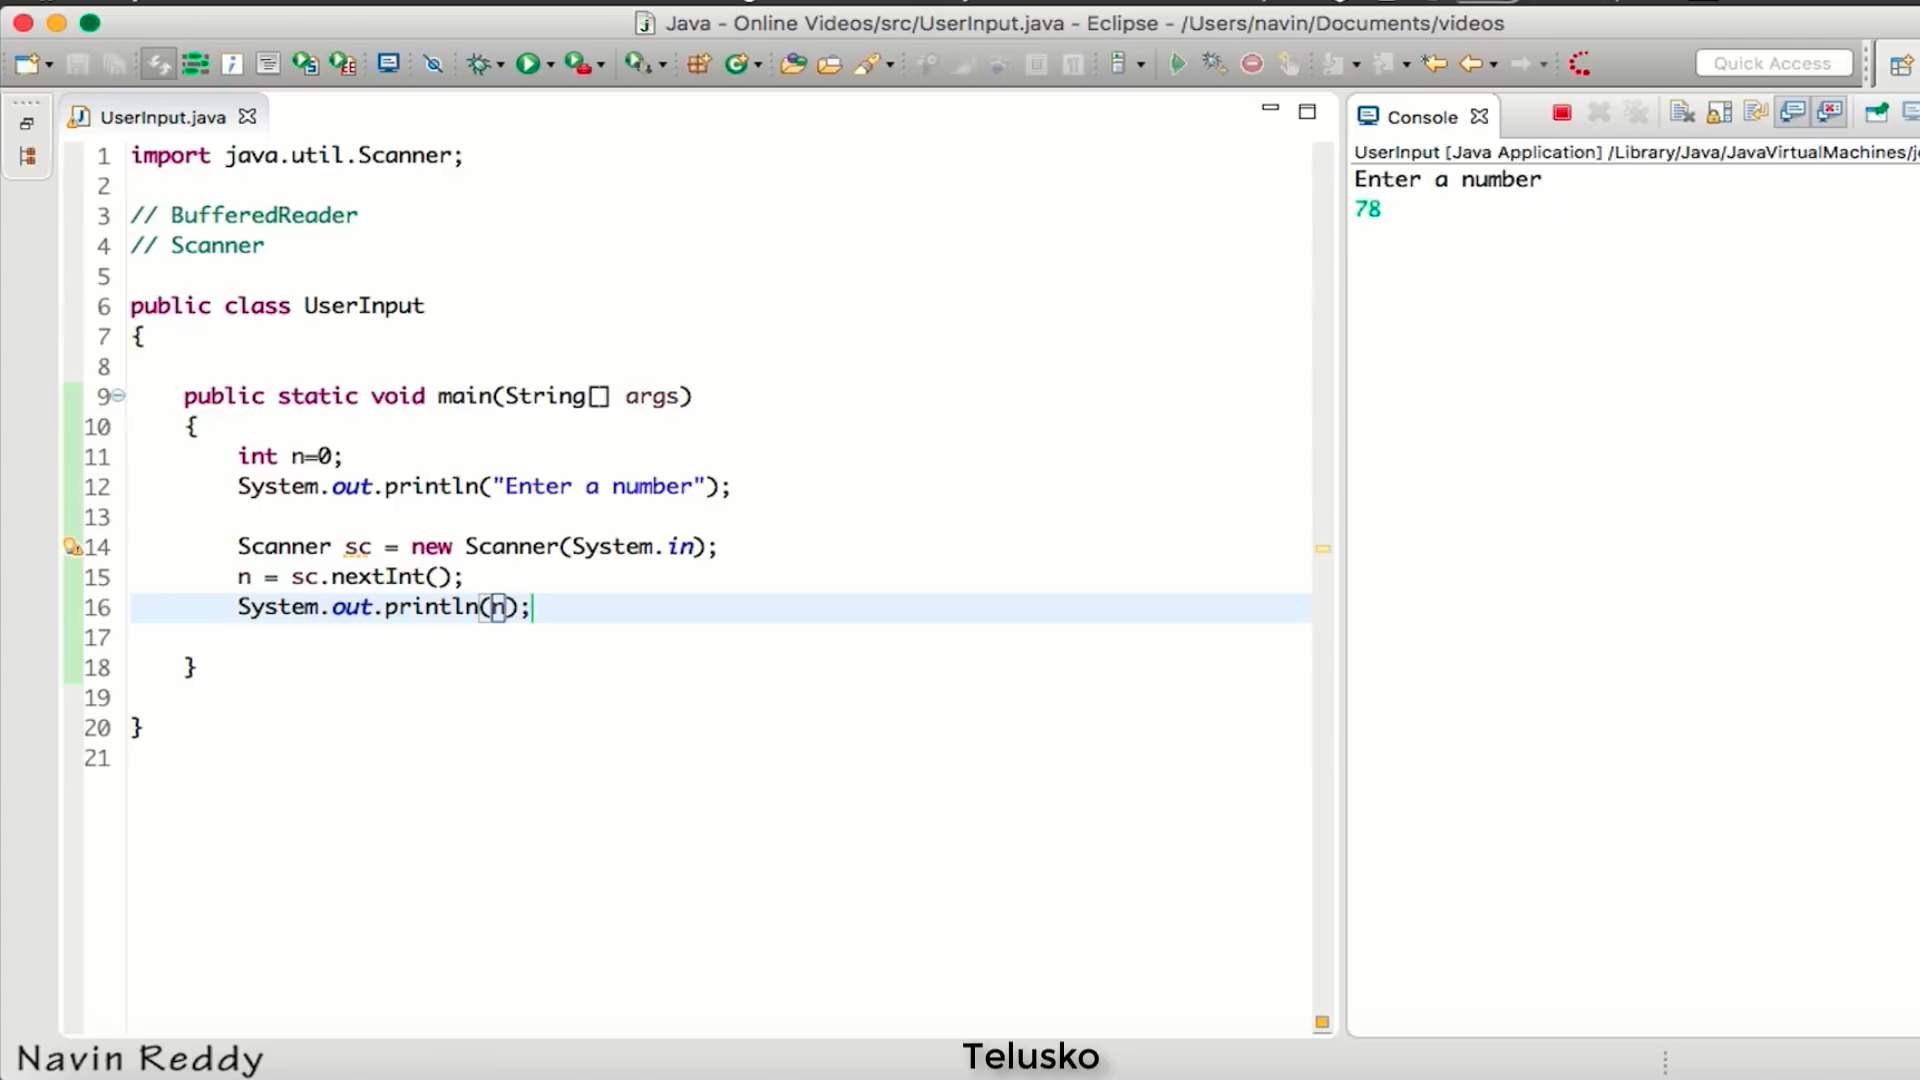 Java - Online Videos/src/UserInput.java - Eclipse - /Users/navin/Documents/videos
Quick Access
UserInput.java
1 import java.util.Scanner;
2
3 // BufferedReader
4 // Scanner
5
6 public class UserInput
7 {
8
9 public static void main(String[] args)
10 {
11 int n=0;
12 System.out.println("Enter a number");
13
14 Scanner sc = new Scanner(System.in);
15 n = sc.nextInt();
16 System.out.println(n);
17
18 }
19
20 }
21
Console
UserInput [Java Application] /Library/Java/JavaVirtualMachines/j
Enter a number
78
Navin Reddy
Telusko